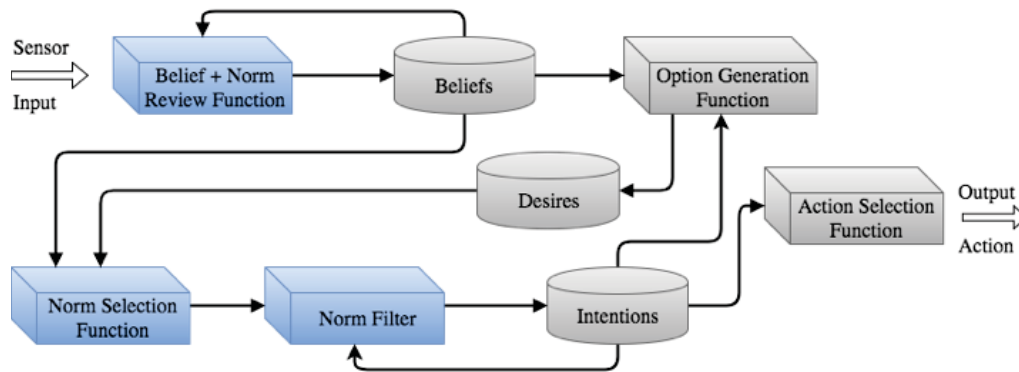 Sensor
Input
Belief + Norm
Review Function
Beliefs
Option Generation
Function
Desires
Action Selection
Function
Output
Action
Norm Selection
Function
Norm Filter
Intentions